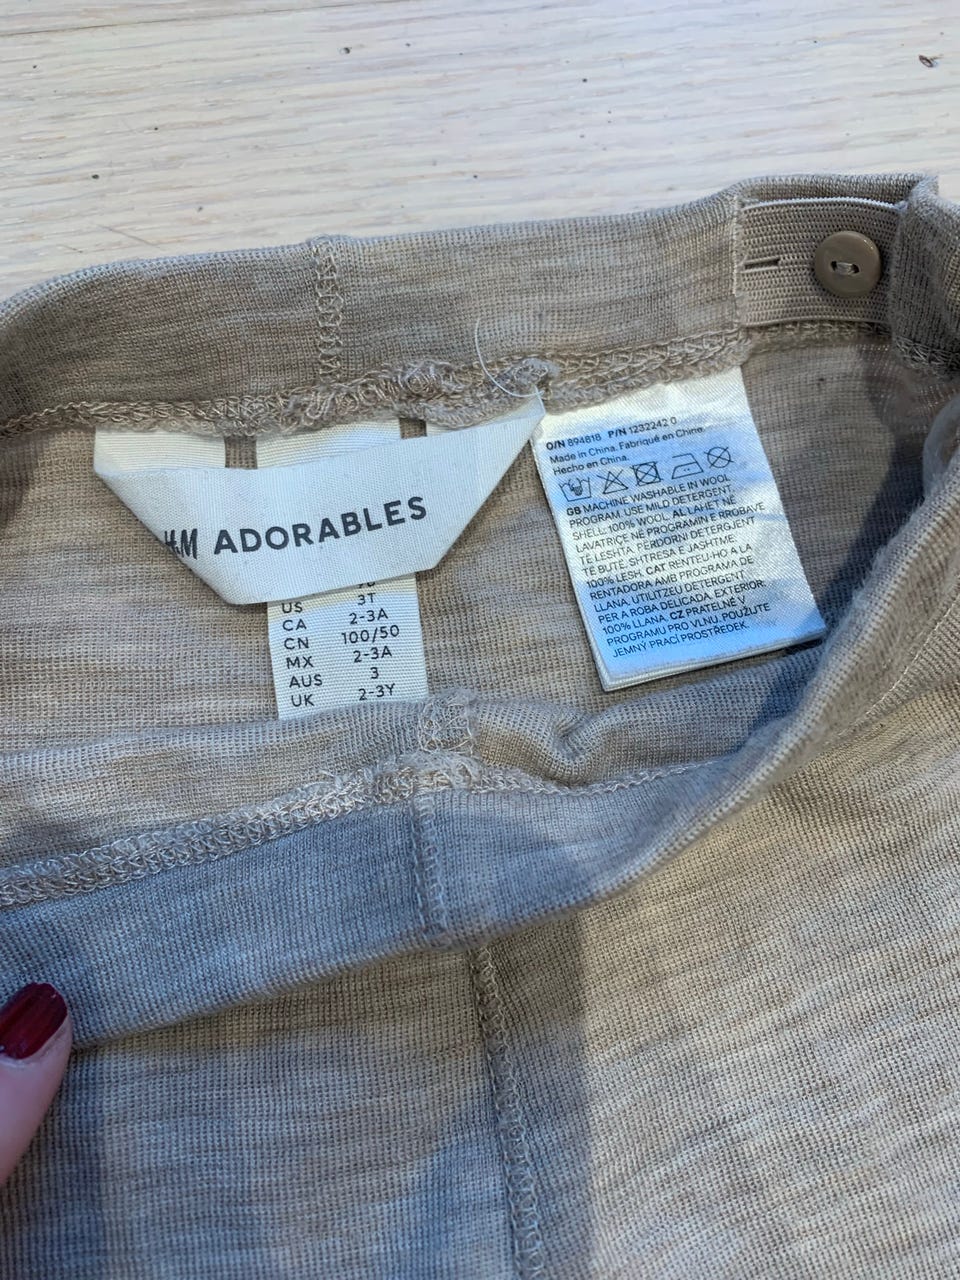 H&M ADORABLES
US 3T
CA 2-3A
CN 100/50
MX 2-3A
AUS 3
UK 2-3Y
O/N 894818 P/N 1232242 0
Made in China. Fabriqué en Chine.
Hecho en China.
GB MACHINE WASHABLE IN WOOL
PROGRAM. USE MILD DETERGENT.
SHELL: 100% WOOL. AL LAHET NË
LAVATRIÇE NË PROGRAMIN E RROBAVE
TË LESHTA. PËRDORNI DETERGJENT
TË BUTË. SHTRESA E JASHTME:
100% LESH. CAT RENTEU-HO A LA
RENTADORA AMB PROGRAMA DE
LLANA. UTILITZEU DETERGENT
PER A ROBA DELICADA. EXTERIOR:
100% LLANA. CZ PRATELNÉ V
PROGRAMU PRO VLNU. POUŽIJTE
JEMNÝ PRACÍ PROSTŘEDEK.